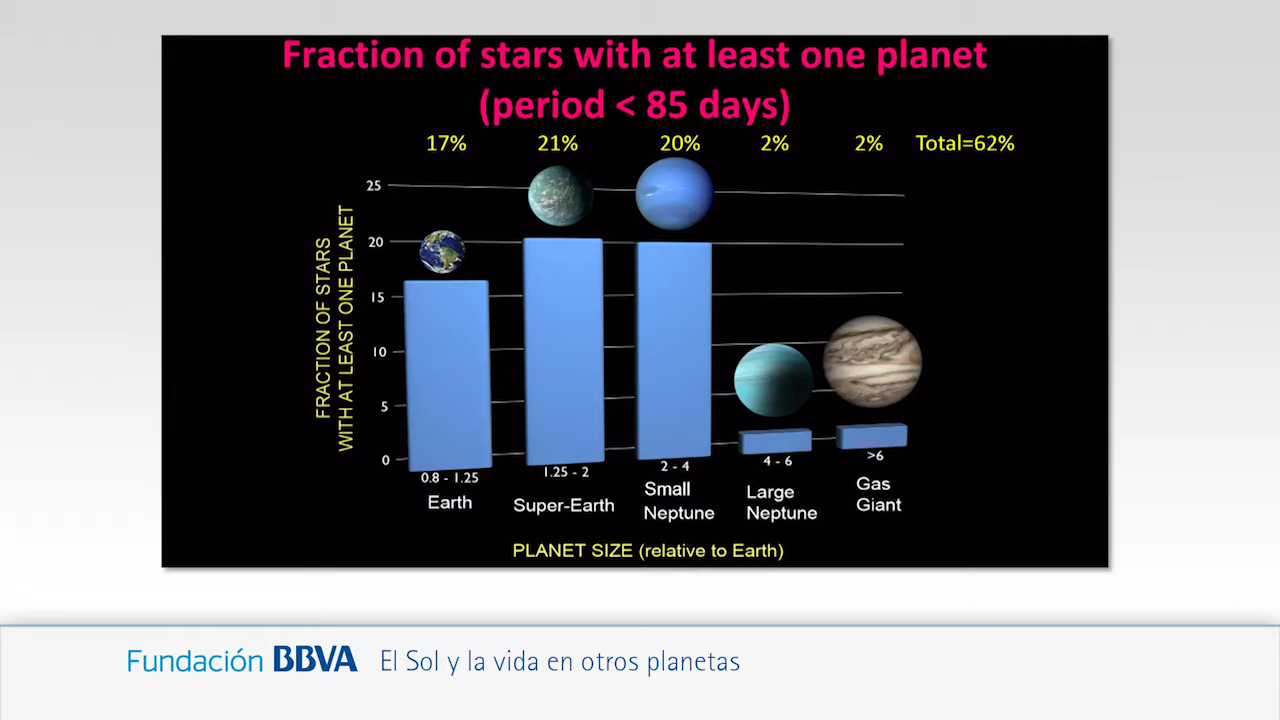 Fraction of stars with at least one planet
(period < 85 days)
17% 21% 20% 2% 2% Total=62%
FRACTION OF STARS
WITH AT LEAST ONE PLANET
25
20
15
10
5
0
0.8 - 1.25
Earth
1.25 - 2
Super-Earth
2 - 4
Small
Neptune
4 - 6
Large
Neptune
>6
Gas
Giant
PLANET SIZE (relative to Earth)
Fundación BBVA El Sol y la vida en otros planetas